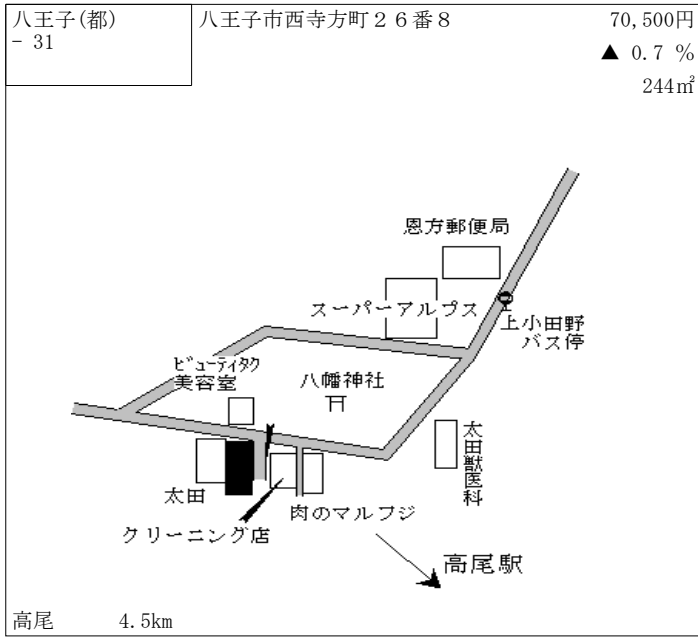 八王子(都)
- 31
八王子市西寺方町２６番８
70,500円
▲ 0.7 %
244㎡
恩方郵便局
スーパーアルプス
上小田野
バス停
ビューティタク
美容室
八幡神社
太田獣医科
太田
肉のマルフジ
クリーニング店
高尾駅
高尾 4.5km